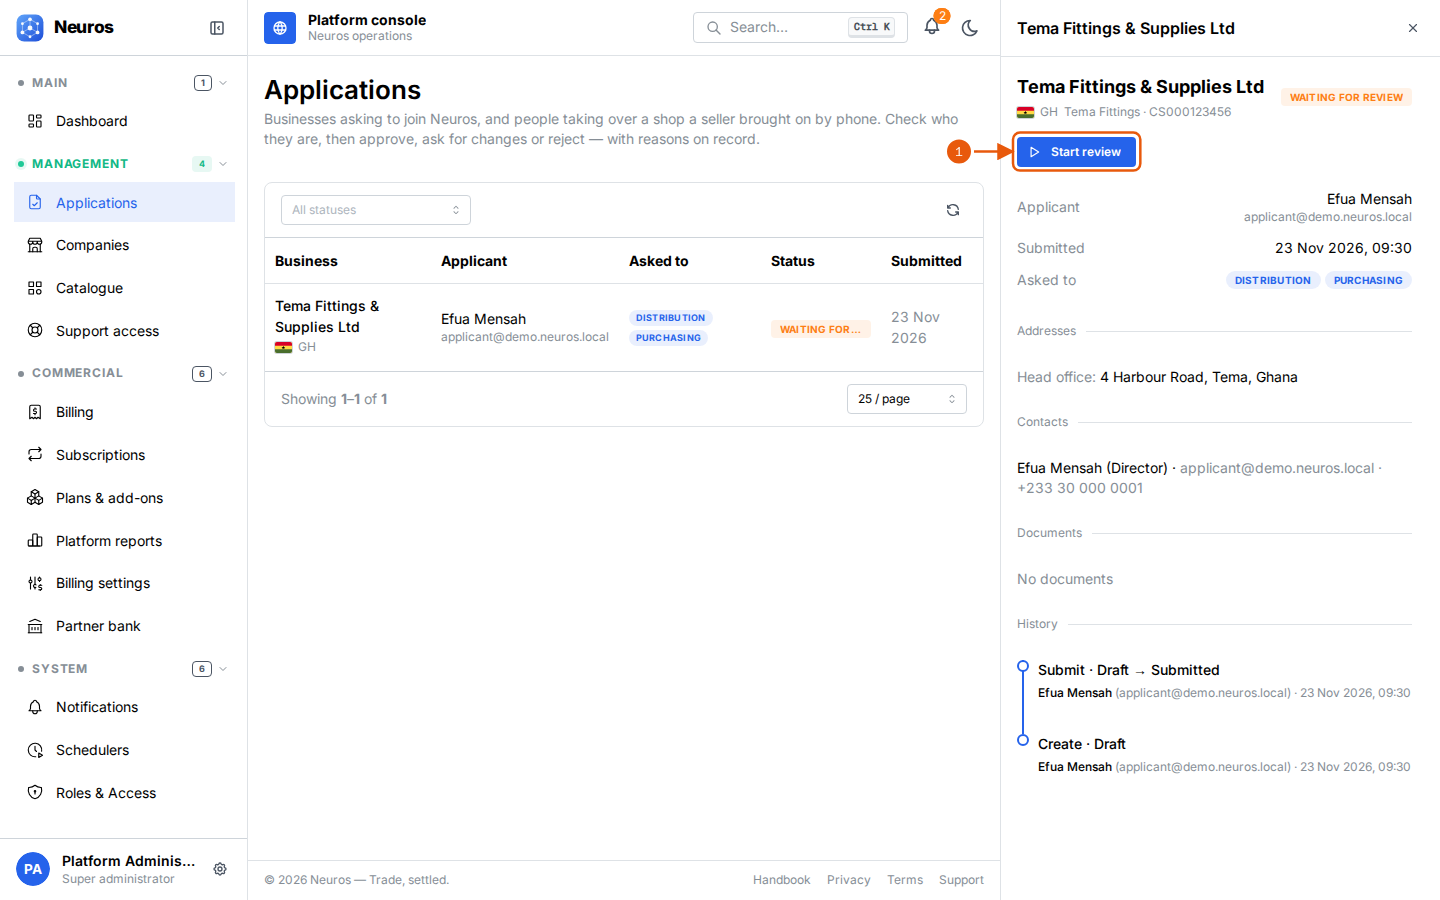 Neuros
MAIN
1
Dashboard
MANAGEMENT
4
Applications
Companies
Catalogue
Support access
COMMERCIAL
6
Billing
Subscriptions
Plans & add-ons
Platform reports
Billing settings
Partner bank
SYSTEM
6
Notifications
Schedulers
Roles & Access
PA
Platform Adminis...
Super administrator
Platform console
Neuros operations
Search...
Ctrl K
2
Applications
Businesses asking to join Neuros, and people taking over a shop a seller brought on by phone. Check who
they are, then approve, ask for changes or reject — with reasons on record.
All statuses
Business Applicant Asked to Status Submitted
Tema Fittings &
Supplies Ltd
GH
Efua Mensah
applicant@demo.neuros.local
DISTRIBUTION
PURCHASING
WAITING FOR...
23 Nov
2026
Showing 1–1 of 1
25 / page
© 2026 Neuros — Trade, settled.
Handbook Privacy Terms Support
Tema Fittings & Supplies Ltd
Tema Fittings & Supplies Ltd
WAITING FOR REVIEW
GH Tema Fittings · CS000123456
1
Start review
Applicant
Efua Mensah
applicant@demo.neuros.local
Submitted
23 Nov 2026, 09:30
Asked to
DISTRIBUTION PURCHASING
Addresses
Head office: 4 Harbour Road, Tema, Ghana
Contacts
Efua Mensah (Director) · applicant@demo.neuros.local ·
+233 30 000 0001
Documents
No documents
History
Submit · Draft → Submitted
Efua Mensah (applicant@demo.neuros.local) · 23 Nov 2026, 09:30
Create · Draft
Efua Mensah (applicant@demo.neuros.local) · 23 Nov 2026, 09:30